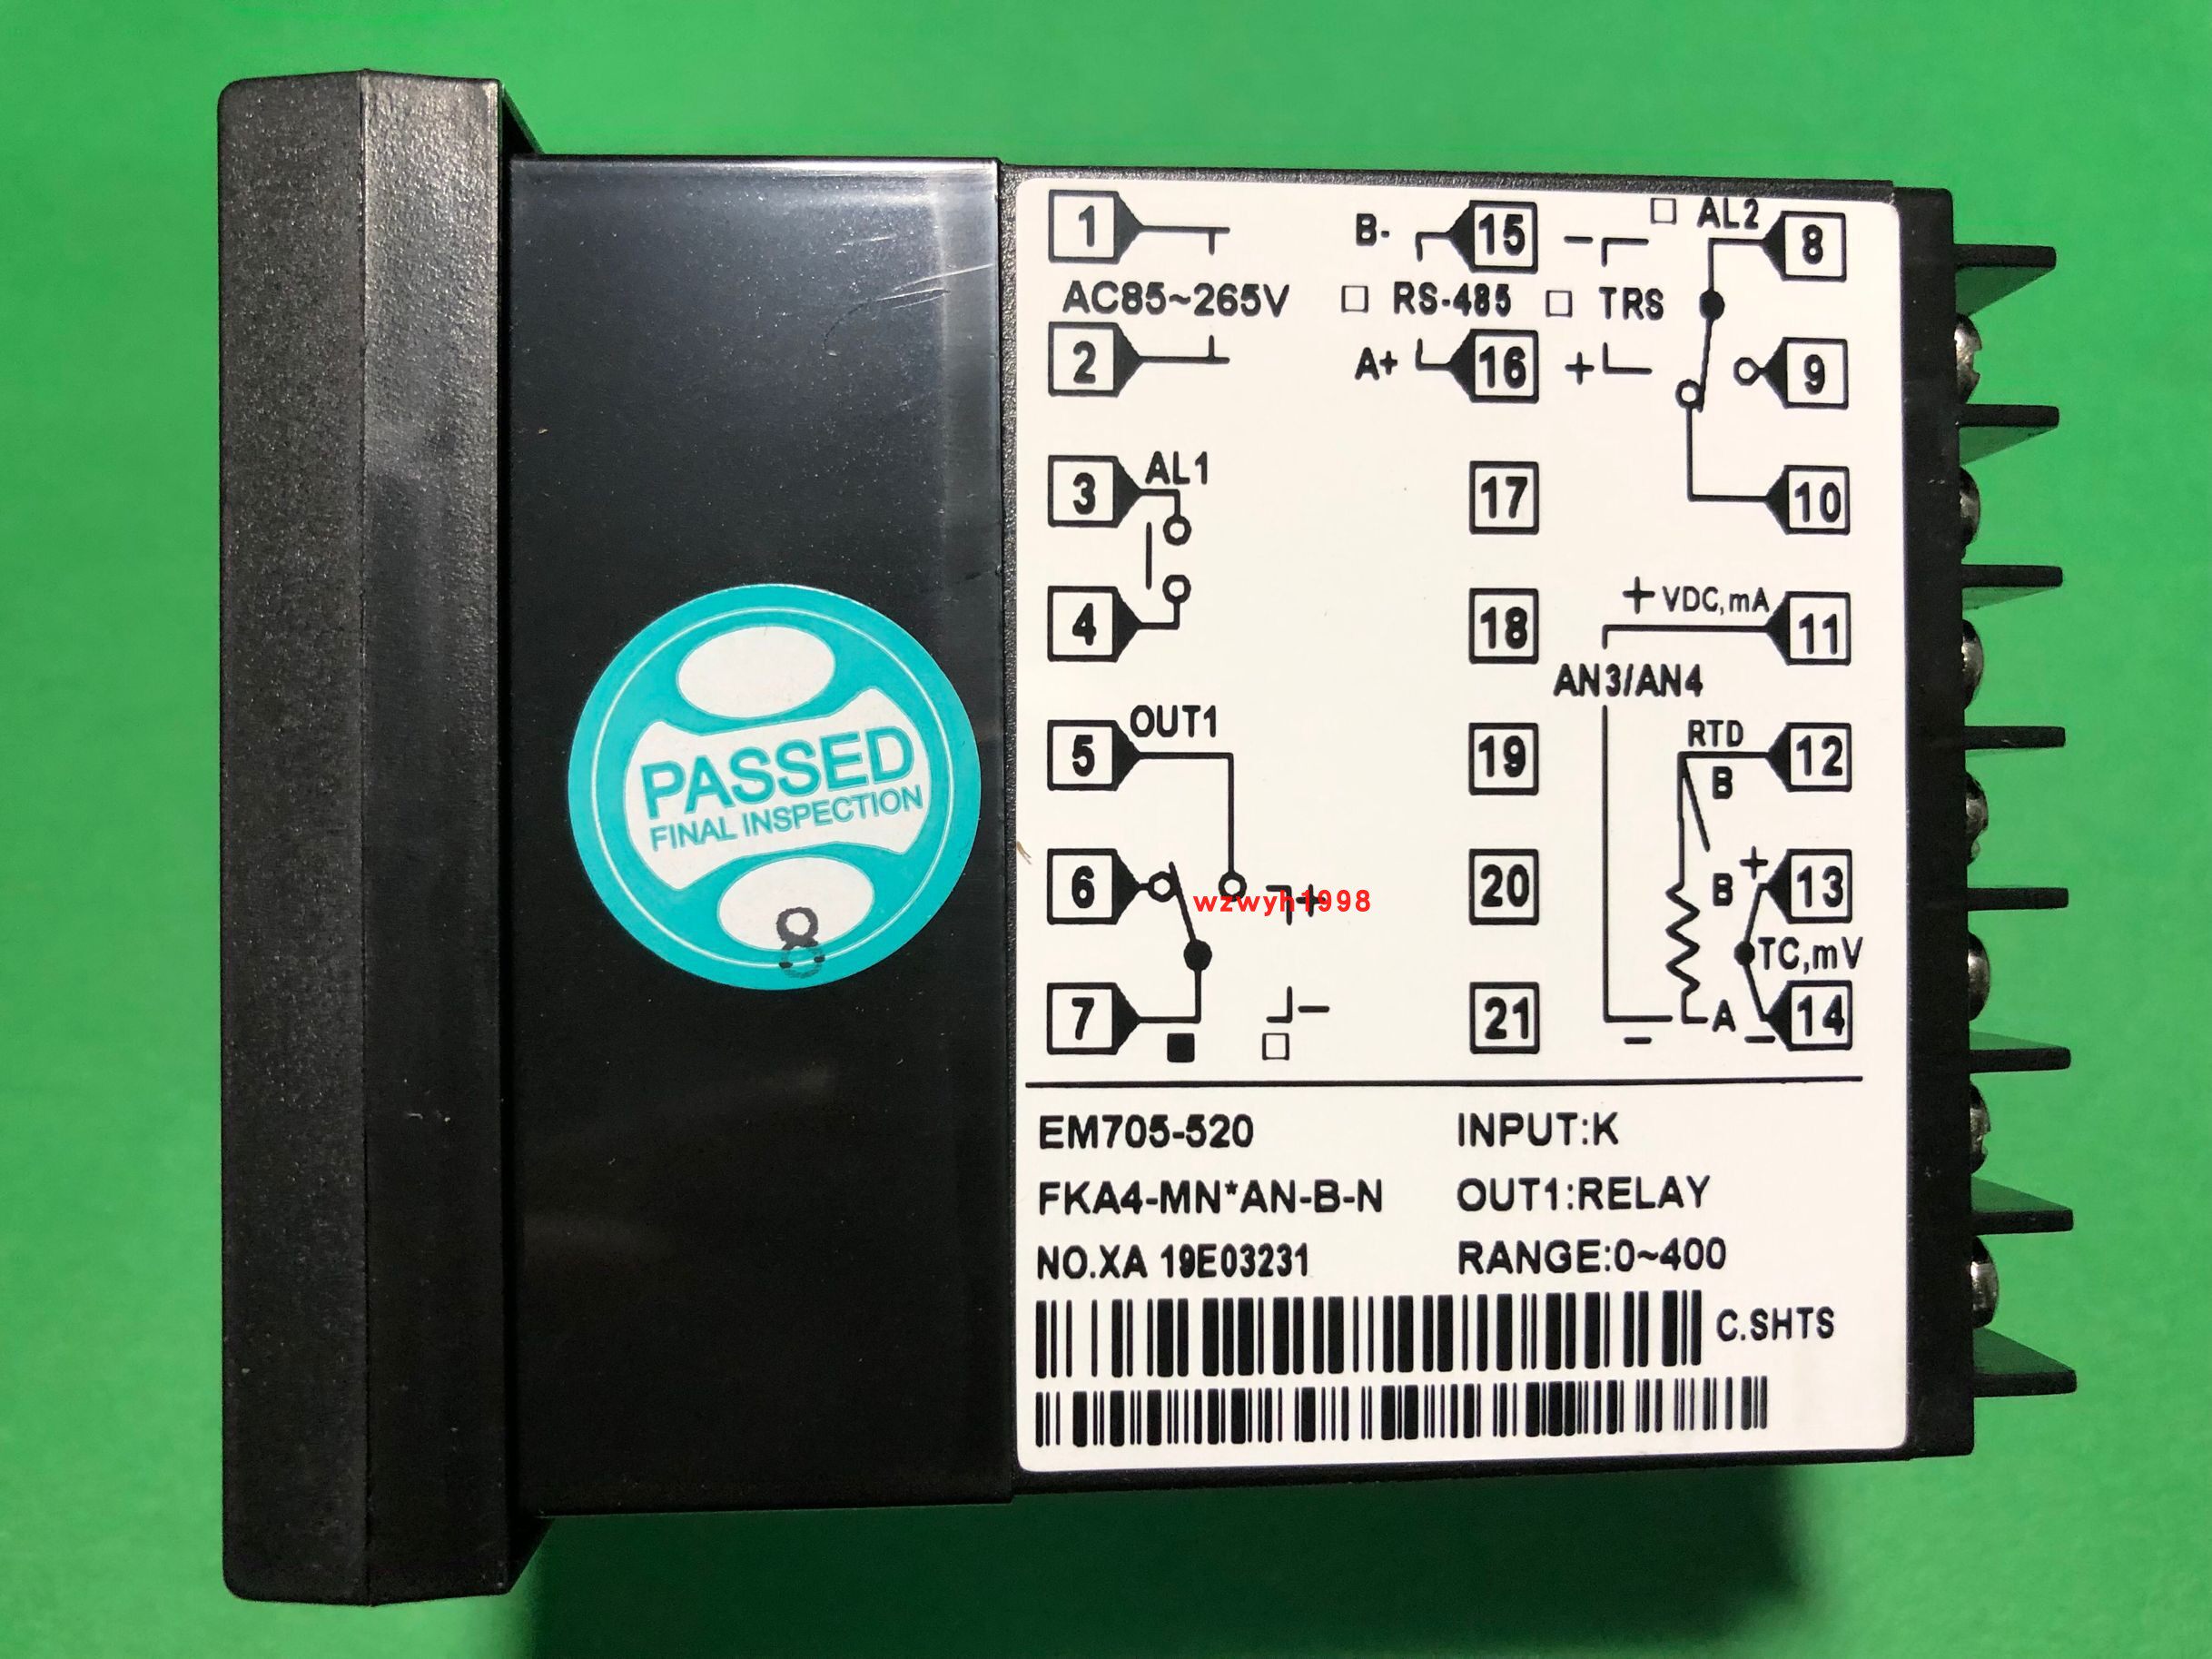 1
B-
15
-
AL2
8
AC85~265V
RS-485
TRS
2
A+
16
+
9
3
AL1
17
10
4
18
+ VDC,mA
11
AN3/AN4
5
OUT1
19
RTD
12
B
6
+
20
B
+
13
wzwyh1998
TC,mV
7
-
21
-
A
-
14
PASSED
FINAL INSPECTION
8
EM705-520
INPUT:K
FKA4-MN*AN-B-N
OUT1:RELAY
NO.XA 19E03231
RANGE:0~400
C.SHTS